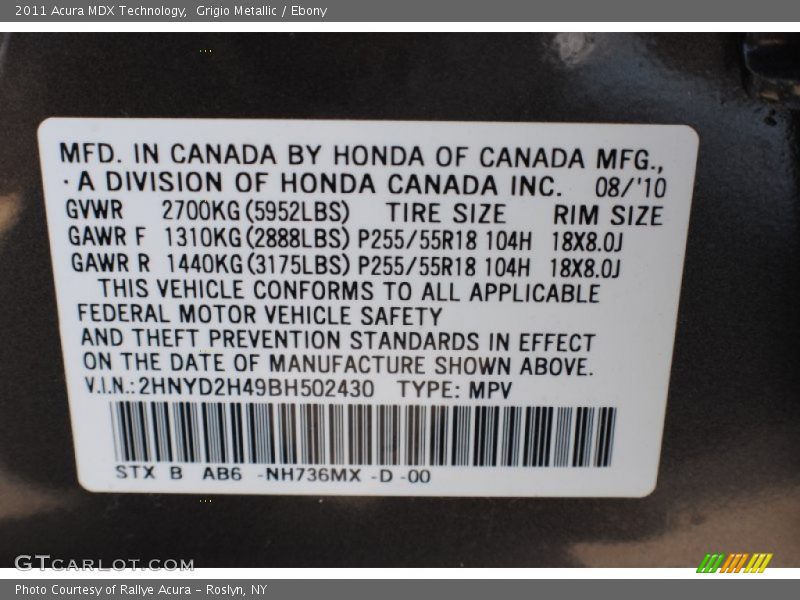 2011 Acura MDX Technology,  Grigio Metallic / Ebony
MFD. IN CANADA BY HONDA OF CANADA MFG.,
· A DIVISION OF HONDA CANADA INC. 08/'10
GVWR 2700KG (5952LBS) TIRE SIZE RIM SIZE
GAWR F 1310KG (2888LBS) P255/55R18 104H 18X8.0J
GAWR R 1440KG (3175LBS) P255/55R18 104H 18X8.0J
THIS VEHICLE CONFORMS TO ALL APPLICABLE
FEDERAL MOTOR VEHICLE SAFETY
AND THEFT PREVENTION STANDARDS IN EFFECT
ON THE DATE OF MANUFACTURE SHOWN ABOVE.
V.I.N.: 2HNYD2H49BH502430 TYPE: MPV
STX B AB6 -NH736MX -D -00
GTCARLOT.COM
Photo Courtesy of Rallye Acura – Roslyn, NY